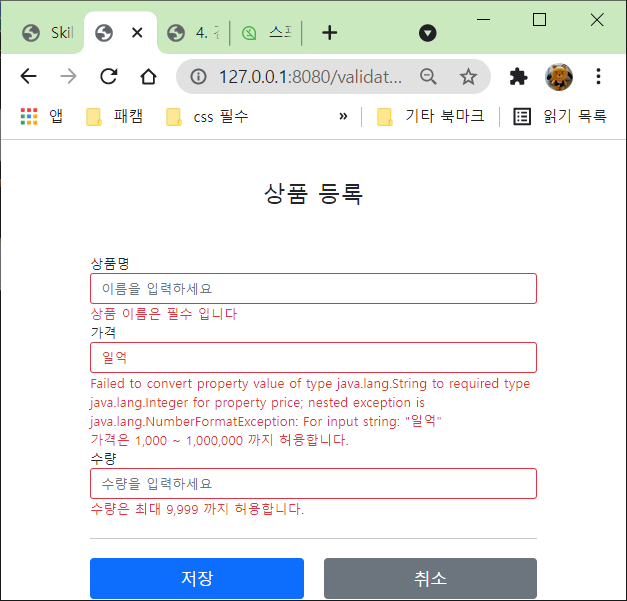 Skil
4.
스프
127.0.0.1:8080/validat...
앱
패캠
css 필수
»
기타 북마크
읽기 목록
상품 등록
상품명
이름을 입력하세요
상품 이름은 필수 입니다
가격
일억
Failed to convert property value of type java.lang.String to required type
java.lang.Integer for property price; nested exception is
java.lang.NumberFormatException: For input string: "일억"
가격은 1,000 ~ 1,000,000 까지 허용합니다.
수량
수량을 입력하세요
수량은 최대 9,999 까지 허용합니다.
저장
취소